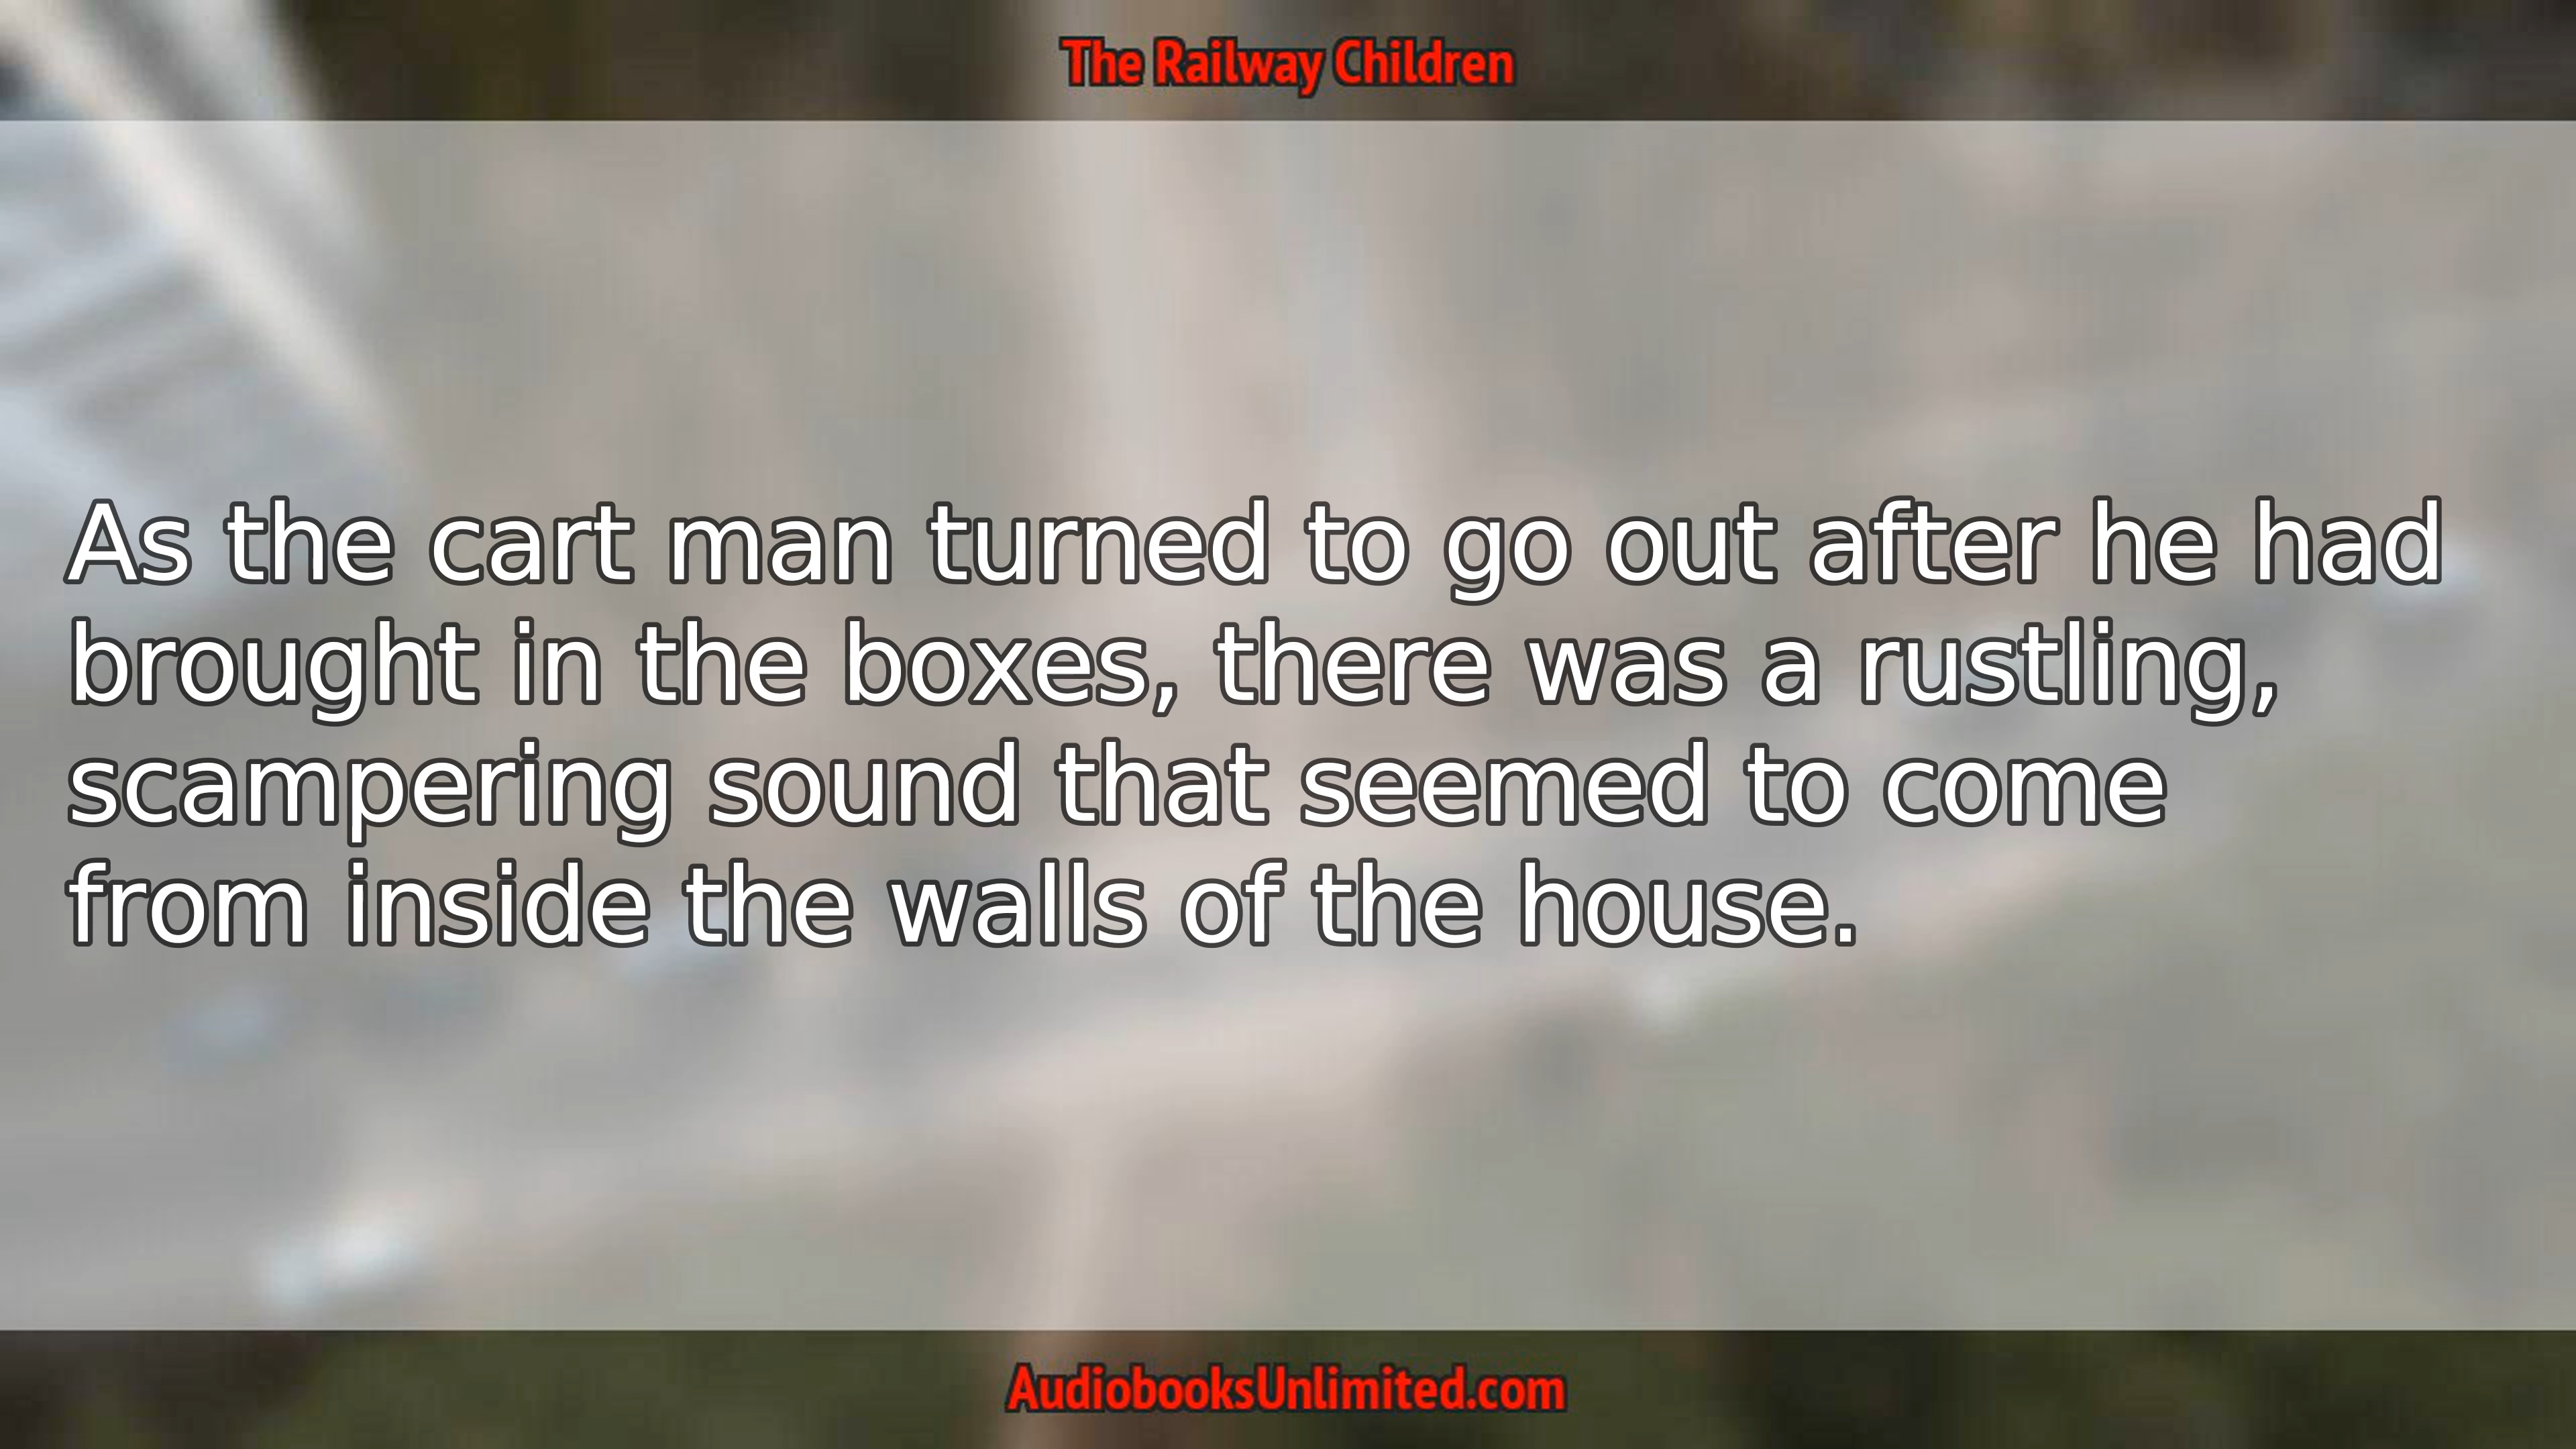 The Railway Children
As the cart man turned to go out after he had
brought in the boxes, there was a rustling,
scampering sound that seemed to come
from inside the walls of the house.
AudiobooksUnlimited.com